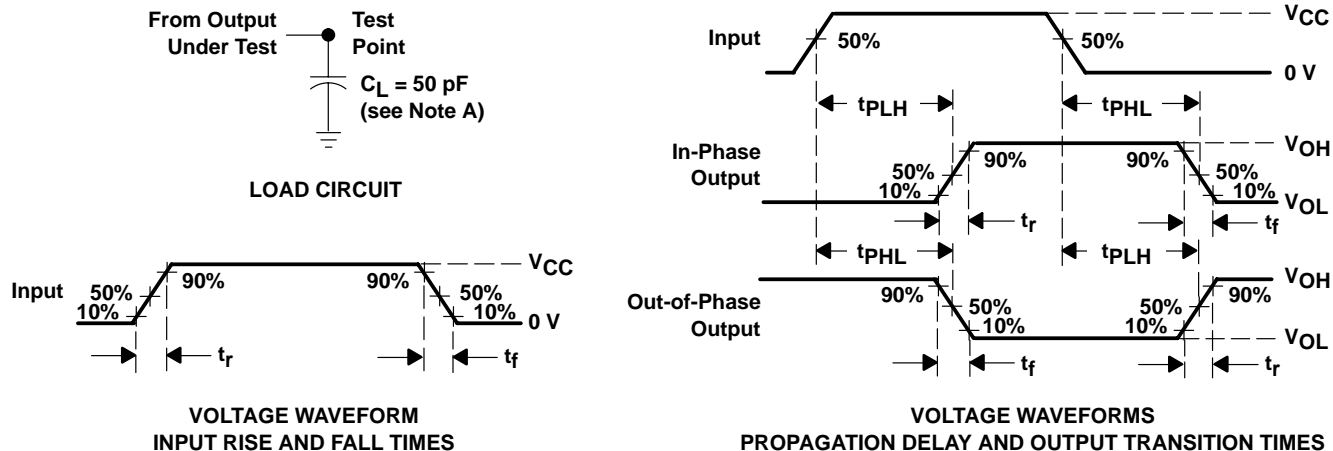 From Output
Under Test
Test
Point
CL = 50 pF
(see Note A)
LOAD CIRCUIT
Input
50%
10%
90%
90%
50%
10%
VCC
0 V
tr
tf
VOLTAGE WAVEFORM
INPUT RISE AND FALL TIMES
Input
50%
50%
VCC
0 V
tPLH
tPHL
In-Phase
Output
50%
10%
90%
90%
50%
10%
VOH
VOL
tr
tf
tPHL
tPLH
Out-of-Phase
Output
90%
50%
10%
50%
10%
90%
VOH
VOL
tf
tr
VOLTAGE WAVEFORMS
PROPAGATION DELAY AND OUTPUT TRANSITION TIMES